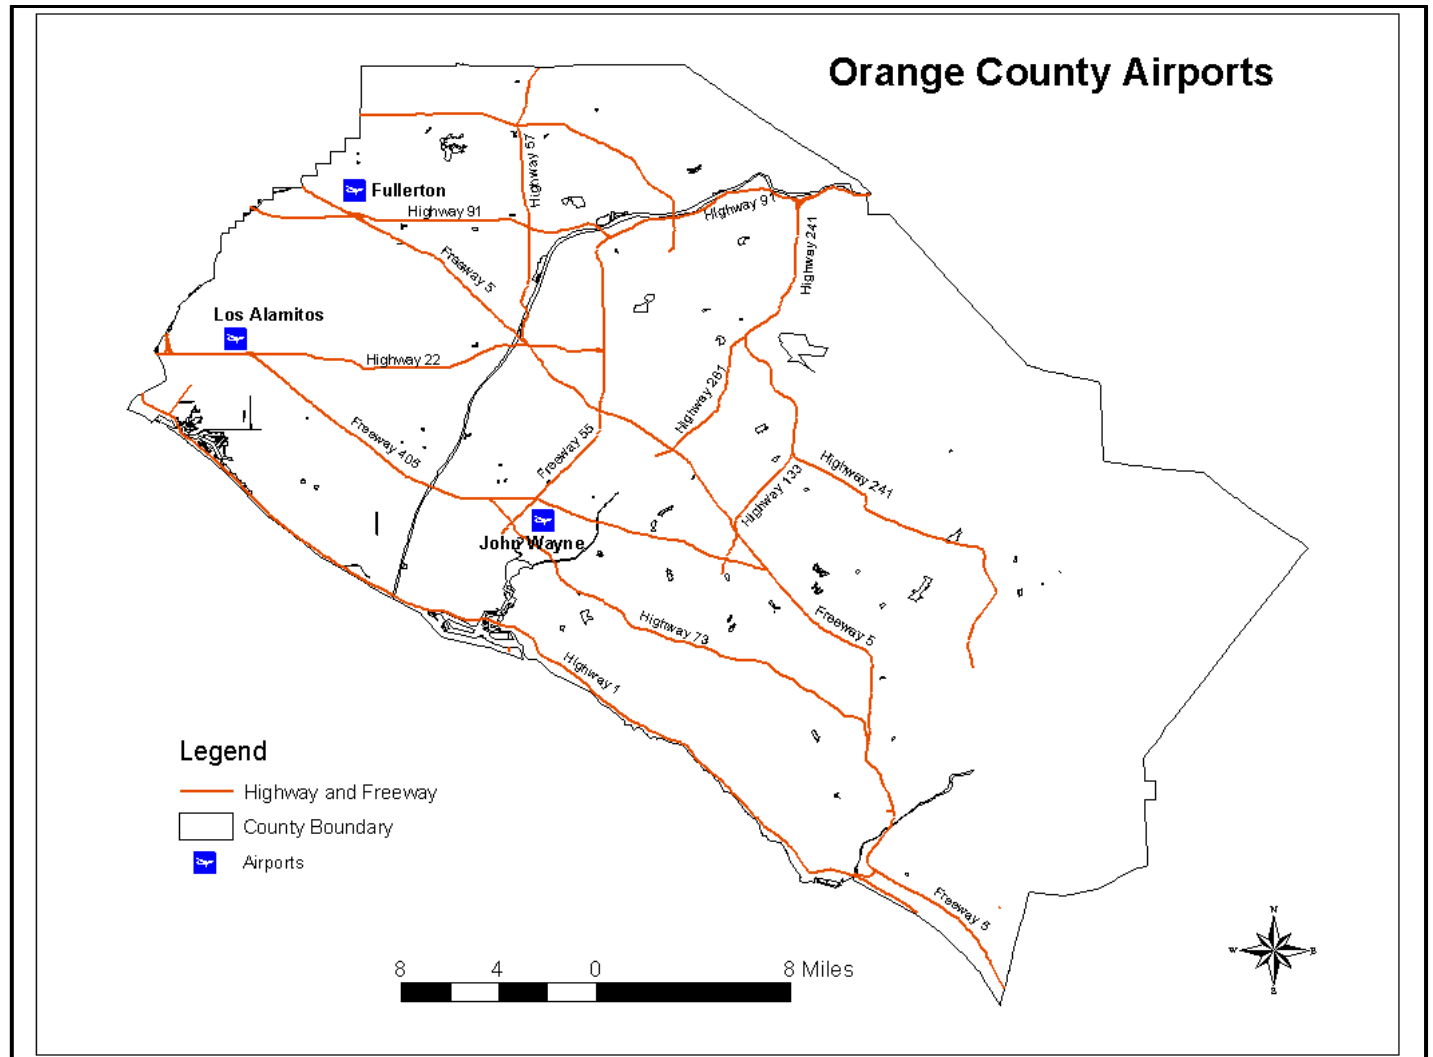 Orange County Airports
Highway 57
Fullerton
Highway 91
Highway 91
Highway 241
Freeway 5
Los Alamitos
Highway 22
Highway 261
Freeway 405
Freeway 55
Highway 133
Highway 241
John Wayne
Highway 73
Freeway 5
Highway 1
Legend
Highway and Freeway
County Boundary
Airports
Freeway 5
8 4 0 8 Miles
N
W E
S